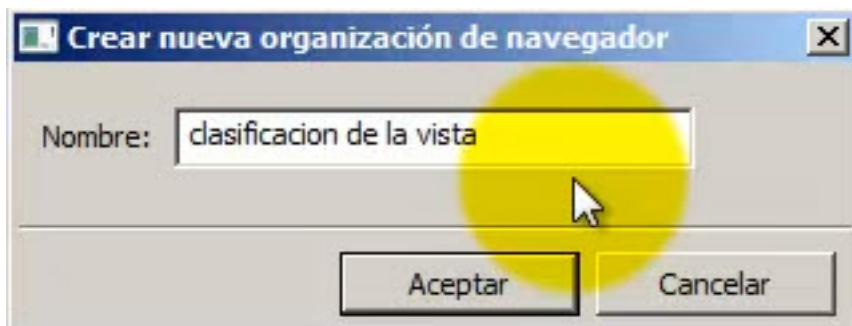 Crear nueva organización de navegador
Nombre: clasificacion de la vista
Aceptar Cancelar